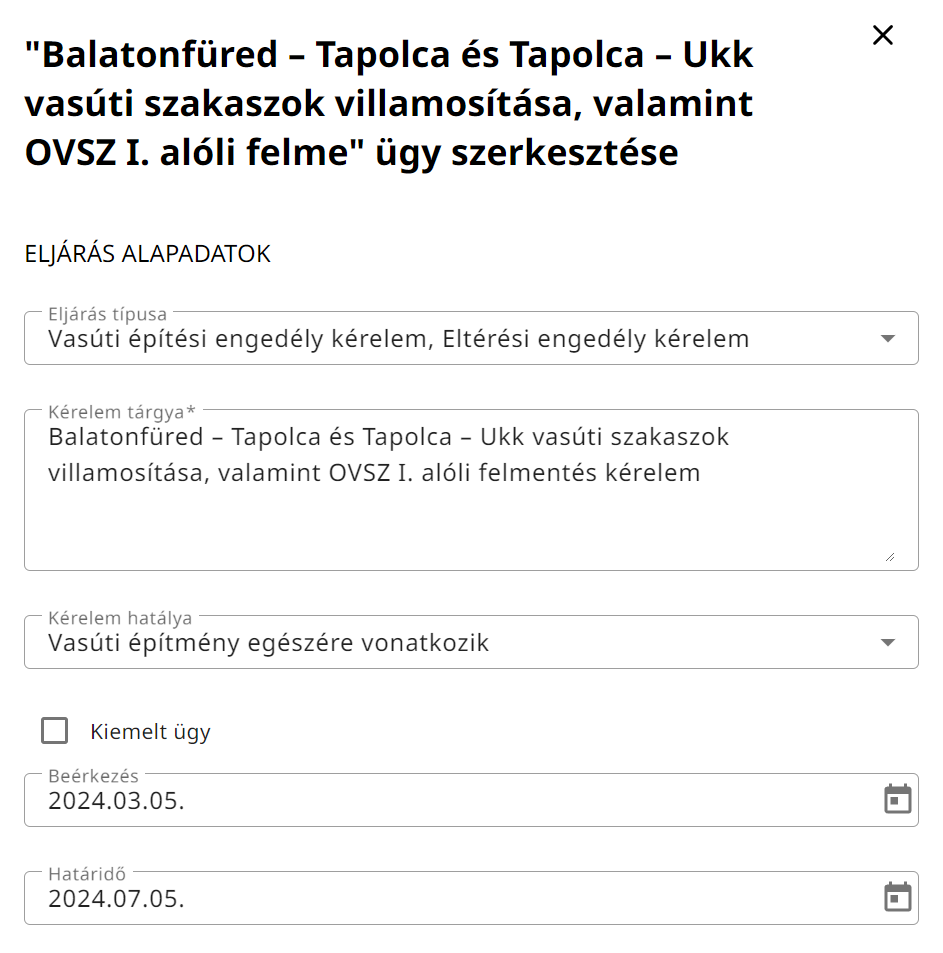 "Balatonfüred – Tapolca és Tapolca – Ukk
vasúti szakaszok villamosítása, valamint
OVSZ I. alóli felme" ügy szerkesztése
ELJÁRÁS ALAPADATOK
Eljárás típusa
Vasúti építési engedély kérelem, Eltérési engedély kérelem
Kérelem tárgya*
Balatonfüred – Tapolca és Tapolca – Ukk vasúti szakaszok
villamosítása, valamint OVSZ I. alóli felmentés kérelem
Kérelem hatálya
Vasúti építmény egészére vonatkozik
Kiemelt ügy
Beérkezés
2024.03.05.
Határidő
2024.07.05.